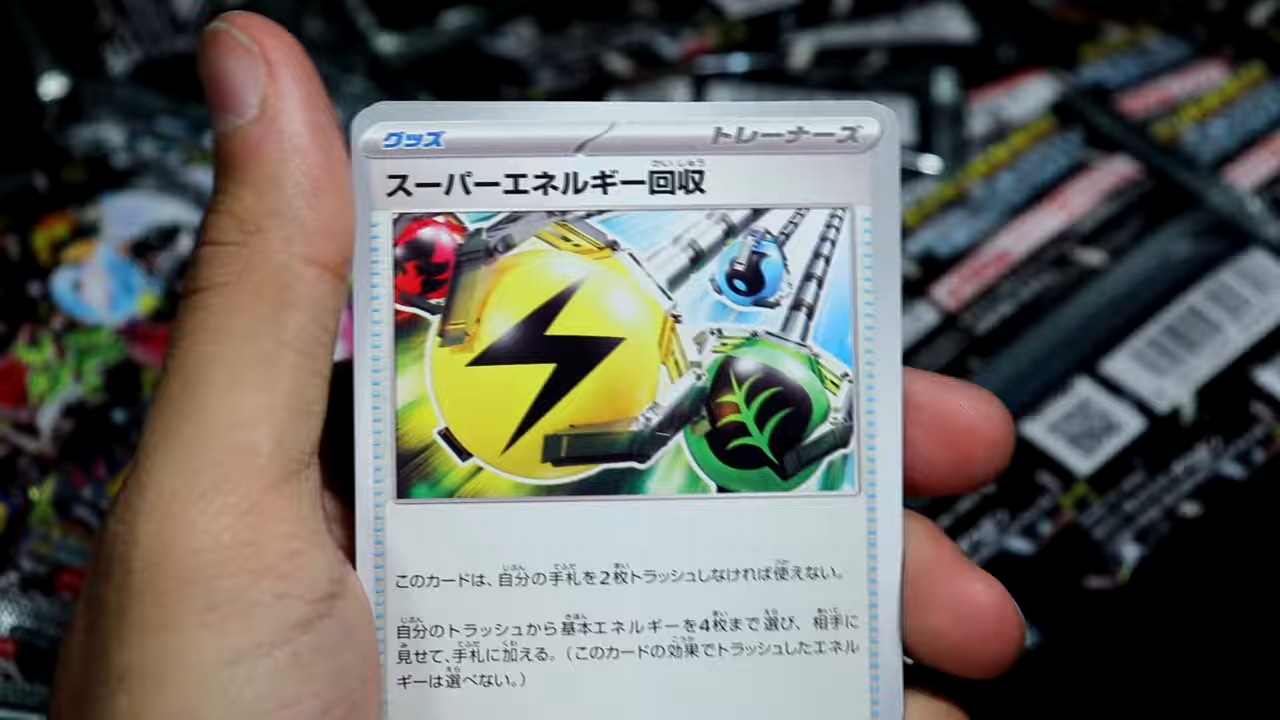 グッズ
トレーナーズ
スーパーエネルギー回収
このカードは、自分の手札を2枚トラッシュしなければ使えない。
自分のトラッシュから基本エネルギーを4枚まで選び、相手に
見せて、手札に加える。(このカードの効果でトラッシュしたエネル
ギーは選べない。)